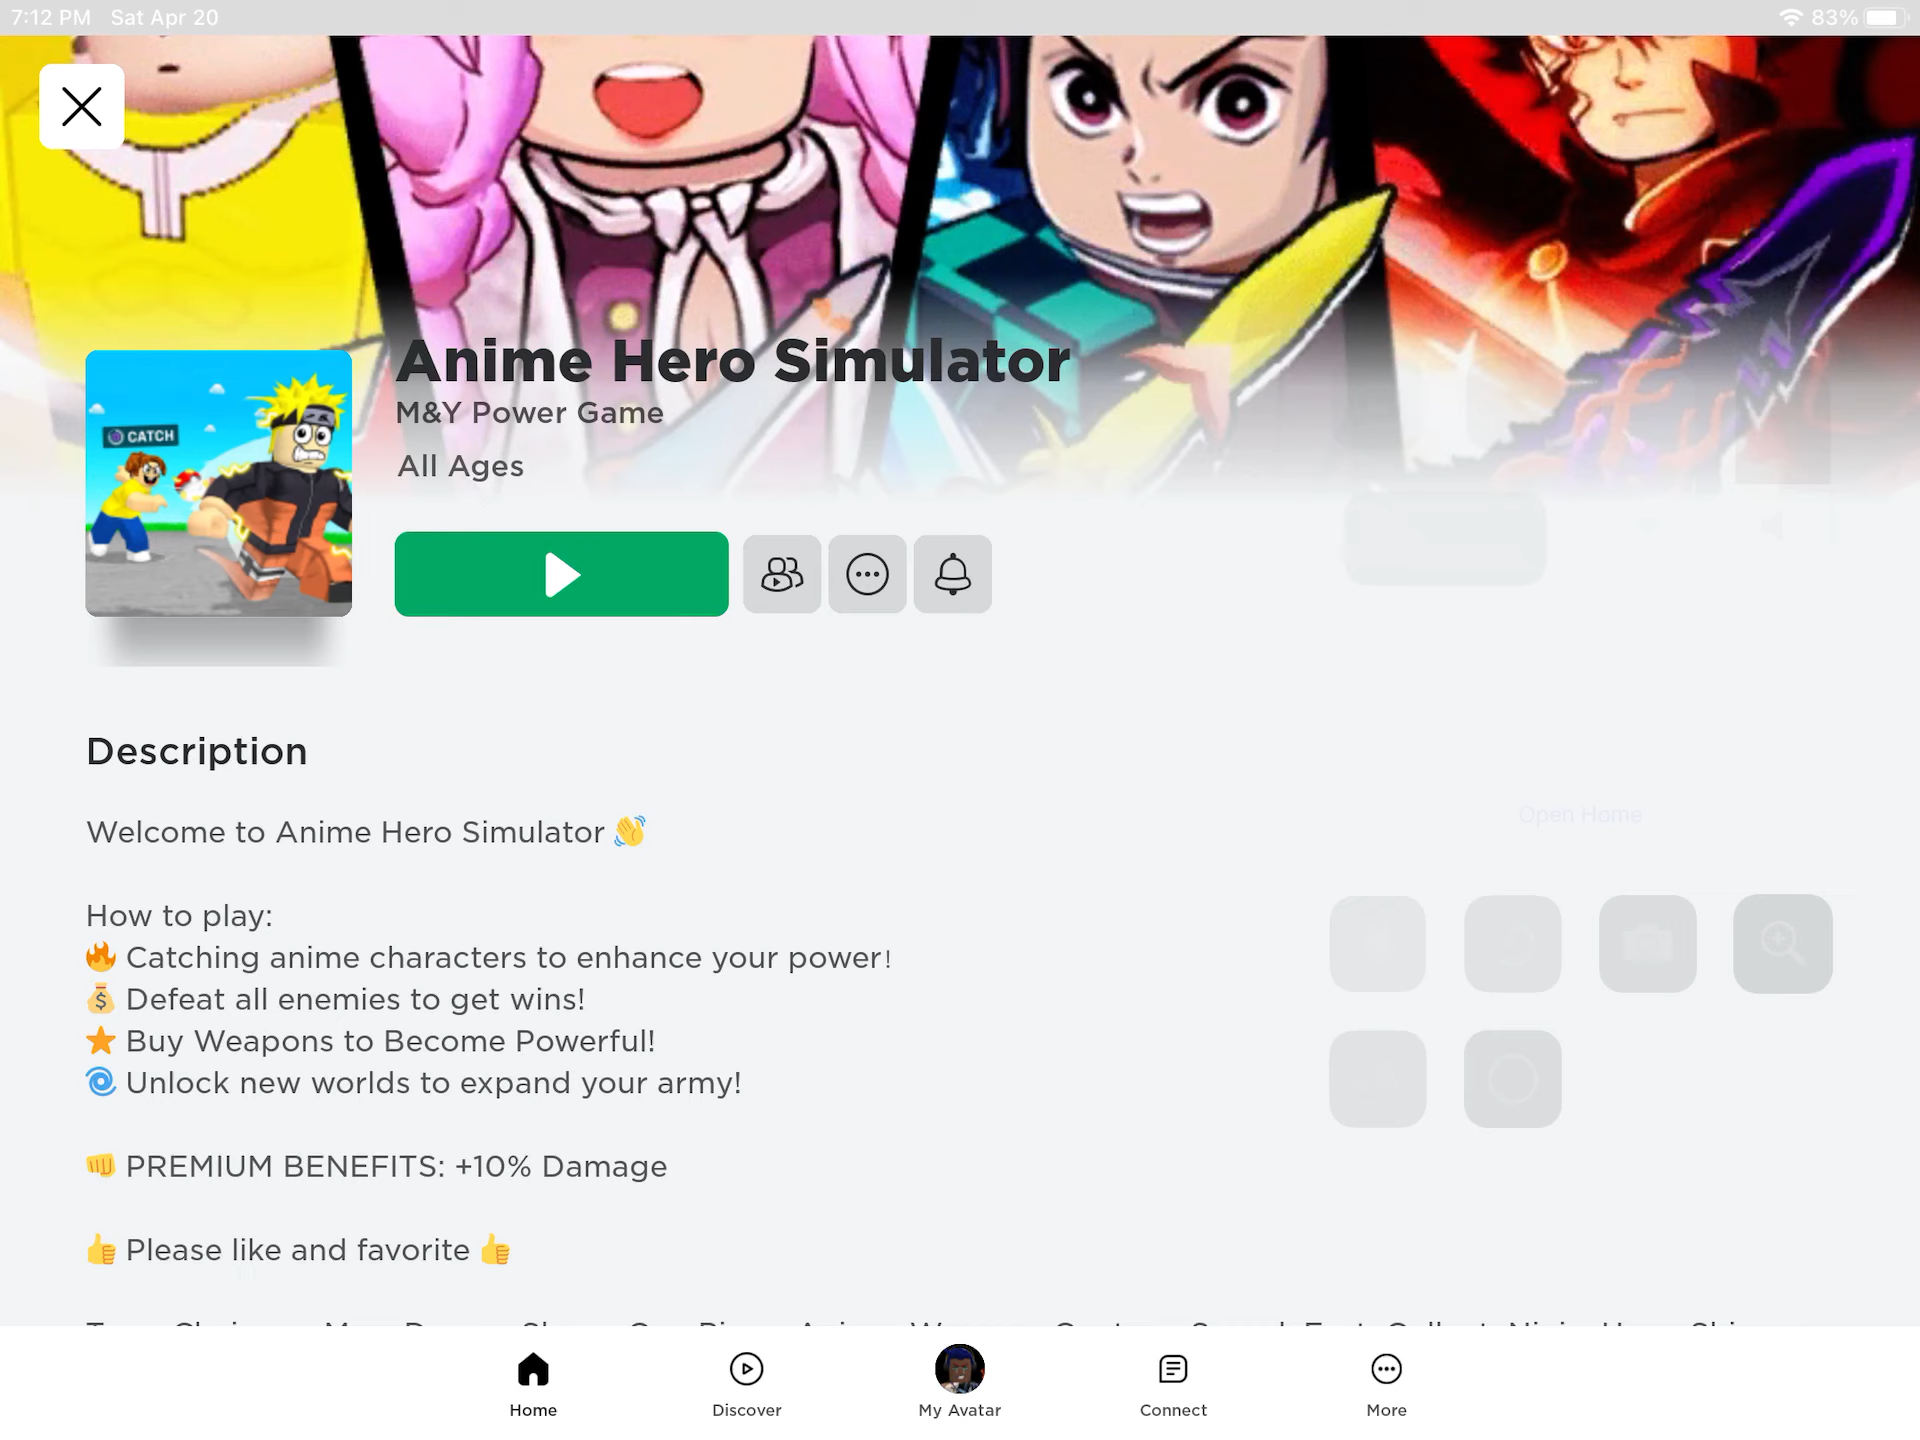 7:12 PM Sat Apr 20 83%
Anime Hero Simulator
M&Y Power Game
All Ages
CATCH
Description
Welcome to Anime Hero Simulator 👋
Open Home
How to play:
🔥 Catching anime characters to enhance your power!
💰 Defeat all enemies to get wins!
⭐ Buy Weapons to Become Powerful!
🌀 Unlock new worlds to expand your army!
👊 PREMIUM BENEFITS: +10% Damage
👍 Please like and favorite 👍
Home Discover My Avatar Connect More